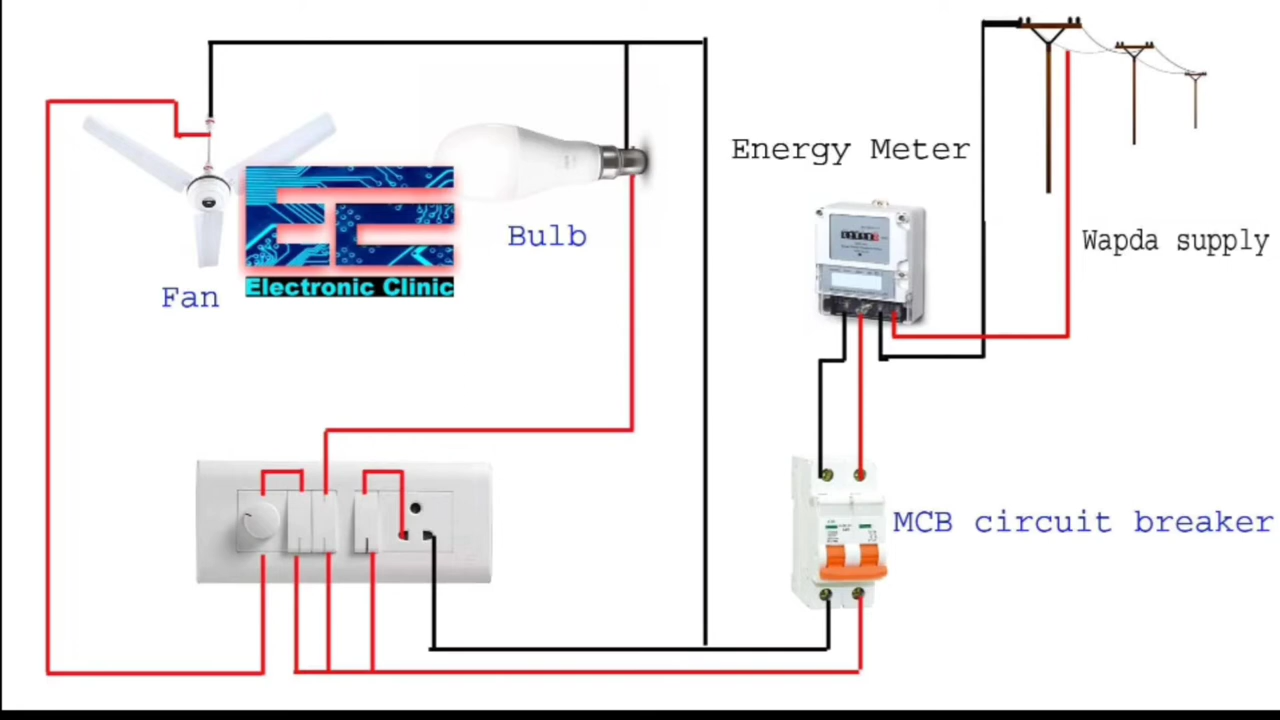 Energy Meter
Wapda supply
Bulb
Electronic Clinic
Fan
MCB circuit breaker